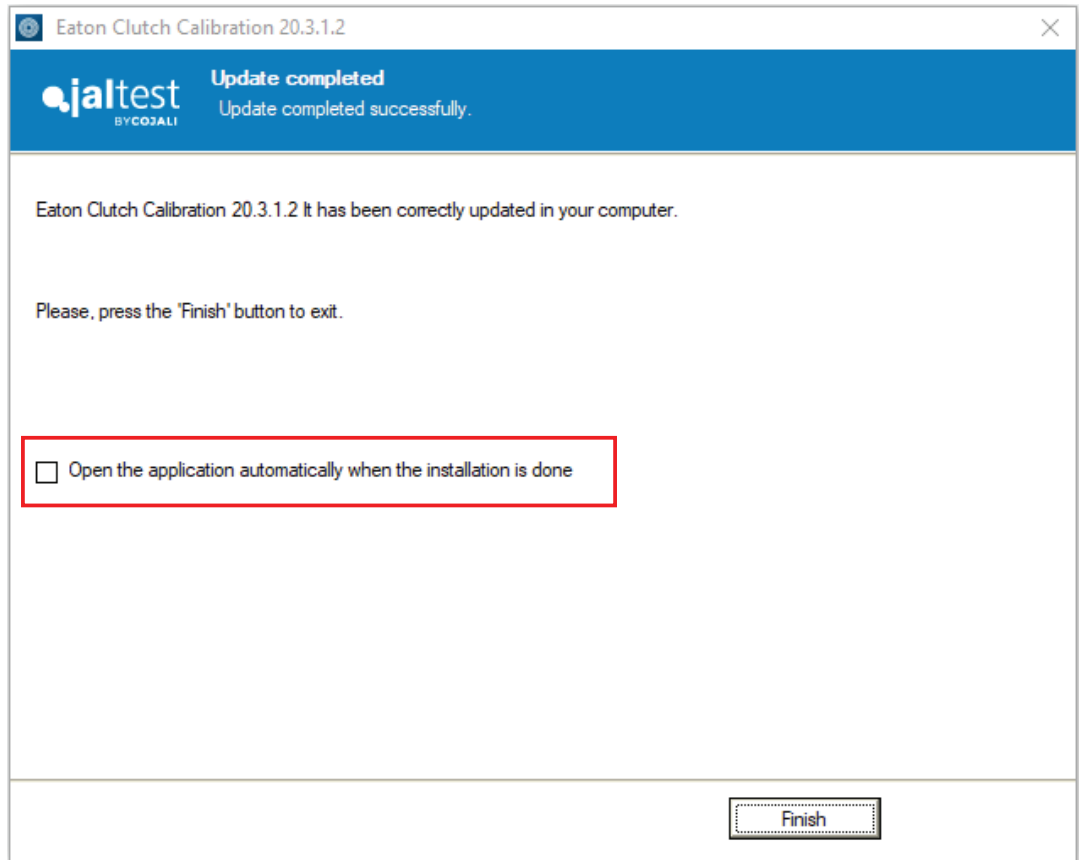 Eaton Clutch Calibration 20.3.1.2
jaltest
BY COJALI
Update completed
Update completed successfully.
Eaton Clutch Calibration 20.3.1.2 It has been correctly updated in your computer.
Please, press the 'Finish' button to exit.
Open the application automatically when the installation is done
Finish